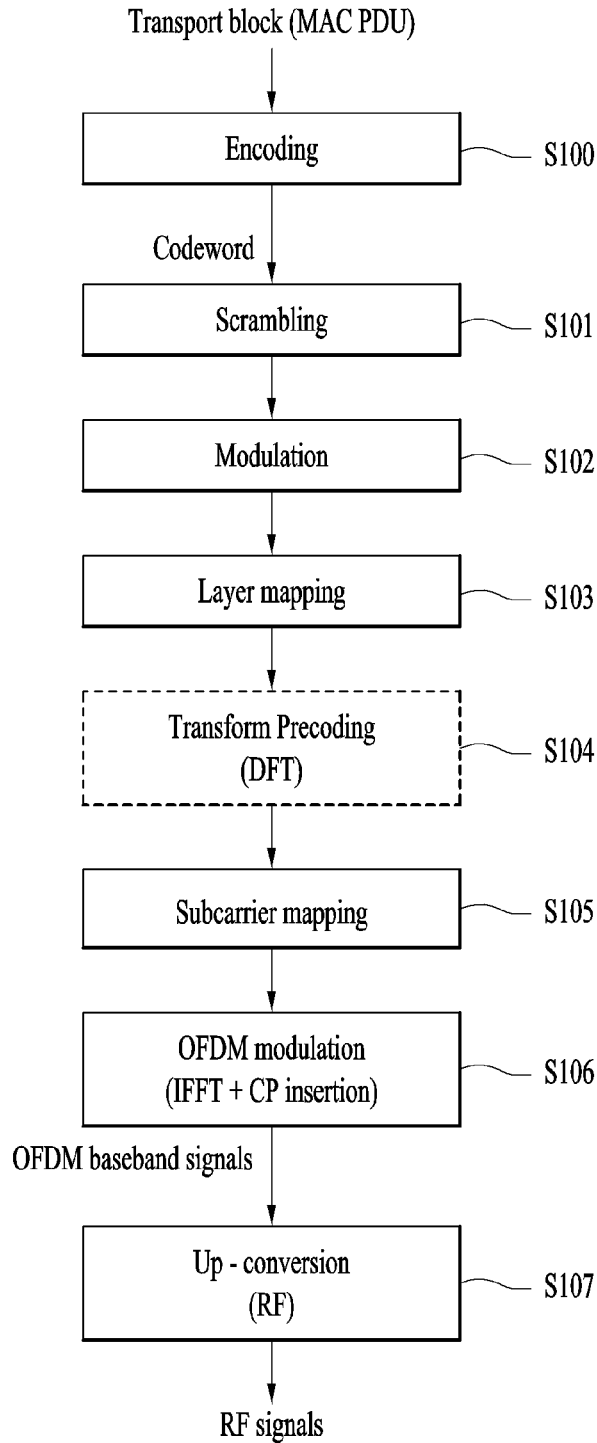 Transport block (MAC PDU)
Encoding
S100
Codeword
Scrambling
S101
Modulation
S102
Layer mapping
S103
Transform Precoding
(DFT)
S104
Subcarrier mapping
S105
OFDM modulation
(IFFT + CP insertion)
S106
OFDM baseband signals
Up - conversion
(RF)
S107
RF signals